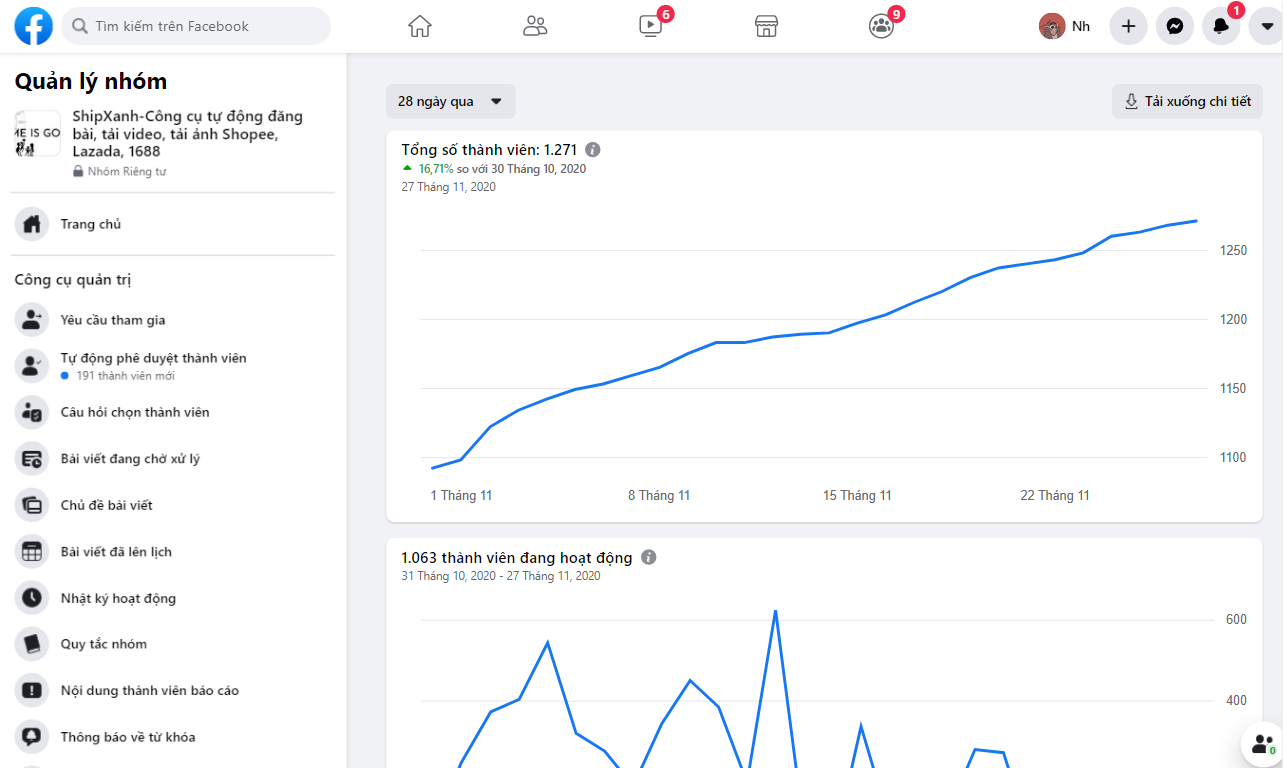 Tìm kiếm trên Facebook
6
9
Nh
1
Quản lý nhóm
ME IS GO
ShipXanh-Công cụ tự động đăng
bài, tải video, tải ảnh Shopee,
Lazada, 1688
Nhóm Riêng tư
Trang chủ
Công cụ quản trị
Yêu cầu tham gia
Tự động phê duyệt thành viên
191 thành viên mới
Câu hỏi chọn thành viên
Bài viết đang chờ xử lý
Chủ đề bài viết
Bài viết đã lên lịch
Nhật ký hoạt động
Quy tắc nhóm
Nội dung thành viên báo cáo
Thông báo về từ khóa
28 ngày qua
Tải xuống chi tiết
Tổng số thành viên: 1.271
16,71% so với 30 Tháng 10, 2020
27 Tháng 11, 2020
1250
1200
1150
1100
1 Tháng 11
8 Tháng 11
15 Tháng 11
22 Tháng 11
1.063 thành viên đang hoạt động
31 Tháng 10, 2020 - 27 Tháng 11, 2020
600
400
0